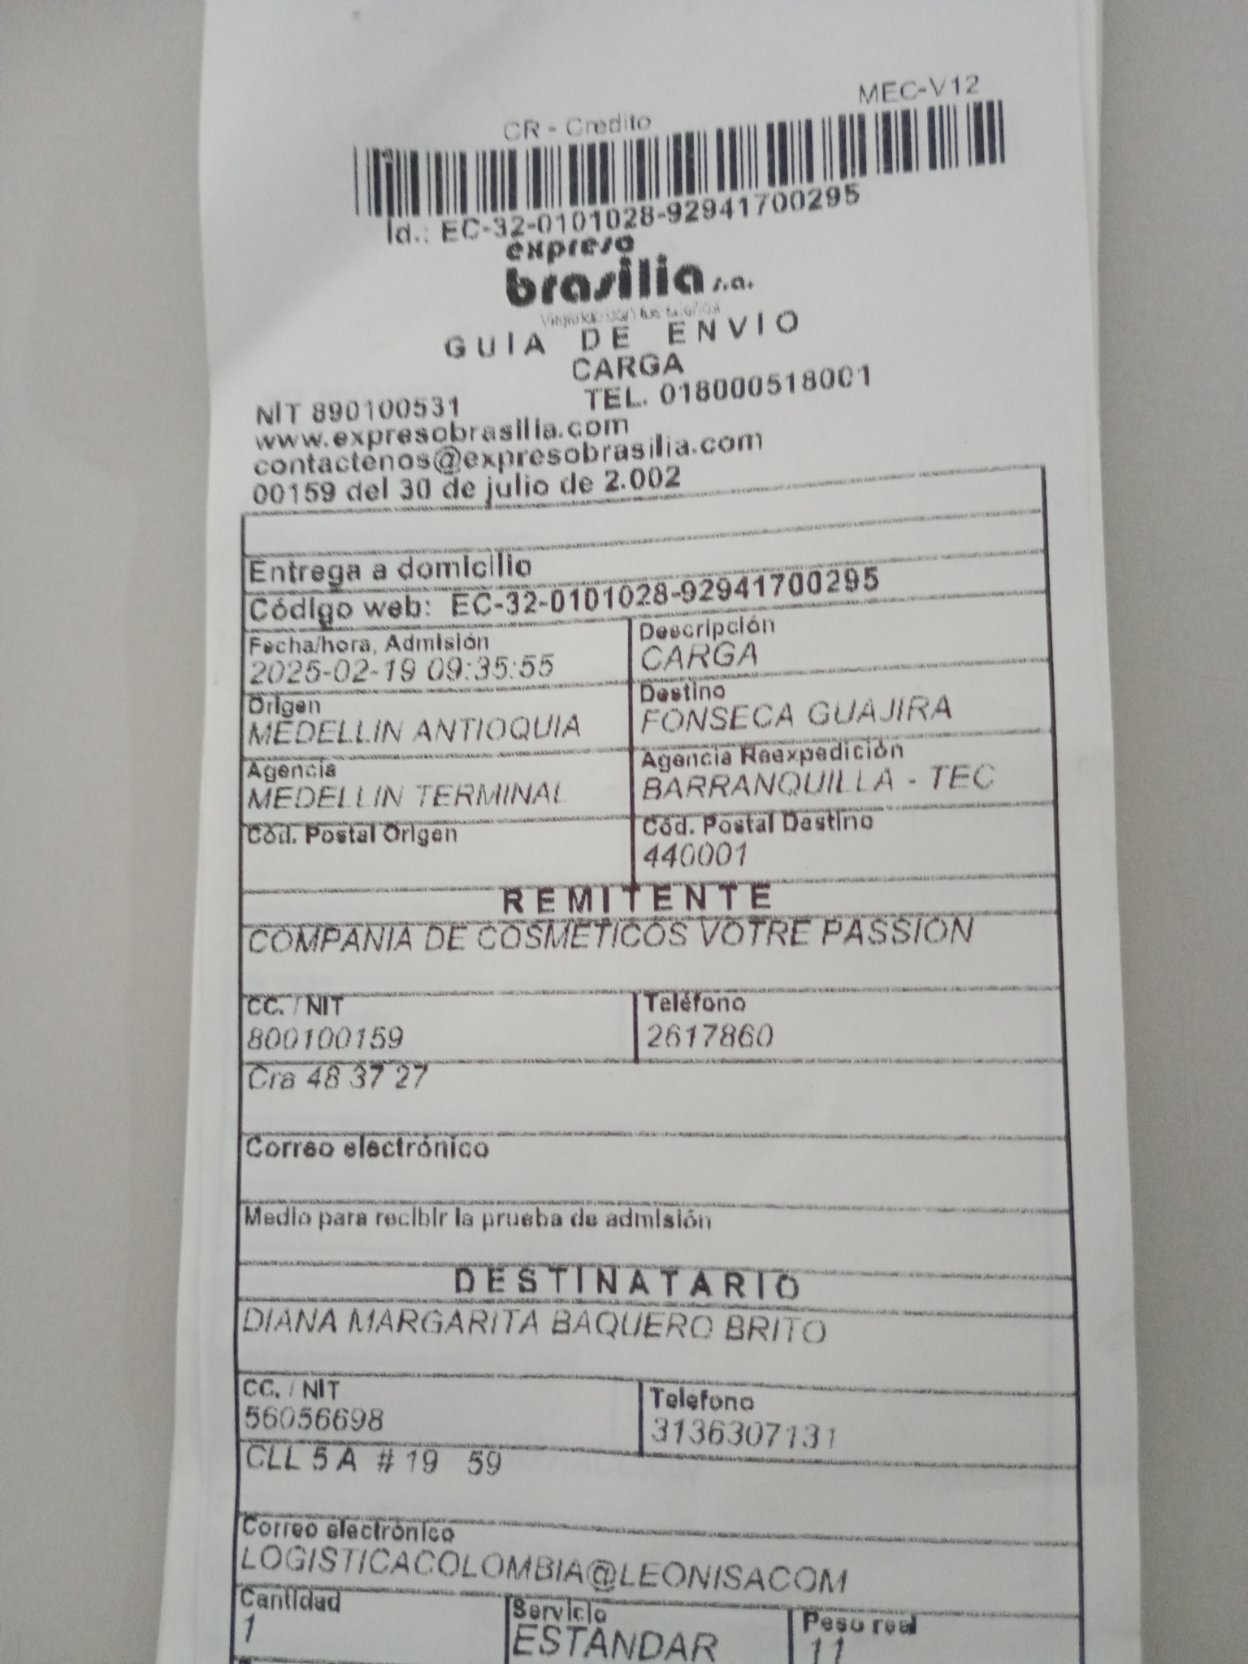 MEC-V12
CR - Credito
Id.: EC-32-0101028-92941700295
expreso
brasilia s.a.
GUIA DE ENVIO
CARGA
NIT 890100531 TEL. 018000518001
www.expresobrasilia.com
contactenos@expresobrasilia.com
00159 del 30 de julio de 2.002
Entrega a domicilio
Código web: EC-32-0101028-92941700295
Fecha/hora, Admisión Descripción
2025-02-19 09:35:55 CARGA
Origen Destino
MEDELLIN ANTIOQUIA FONSECA GUAJIRA
Agencia Agencia Reexpedición
MEDELLIN TERMINAL BARRANQUILLA - TEC
Cód. Postal Origen Cód. Postal Destino
440001
REMITENTE
COMPANIA DE COSMETICOS VOTRE PASSION
CC. / NIT Teléfono
800100159 2617860
Cra 48 37 27
Correo electrónico
Medio para recibir la prueba de admisión
DESTINATARIO
DIANA MARGARITA BAQUERO BRITO
CC. / NIT Teléfono
56056698 3136307131
CLL 5 A # 19 59
Correo electrónico
LOGISTICACOLOMBIA@LEONISACOM
Cantidad Servicio Peso real
1 ESTANDAR 11